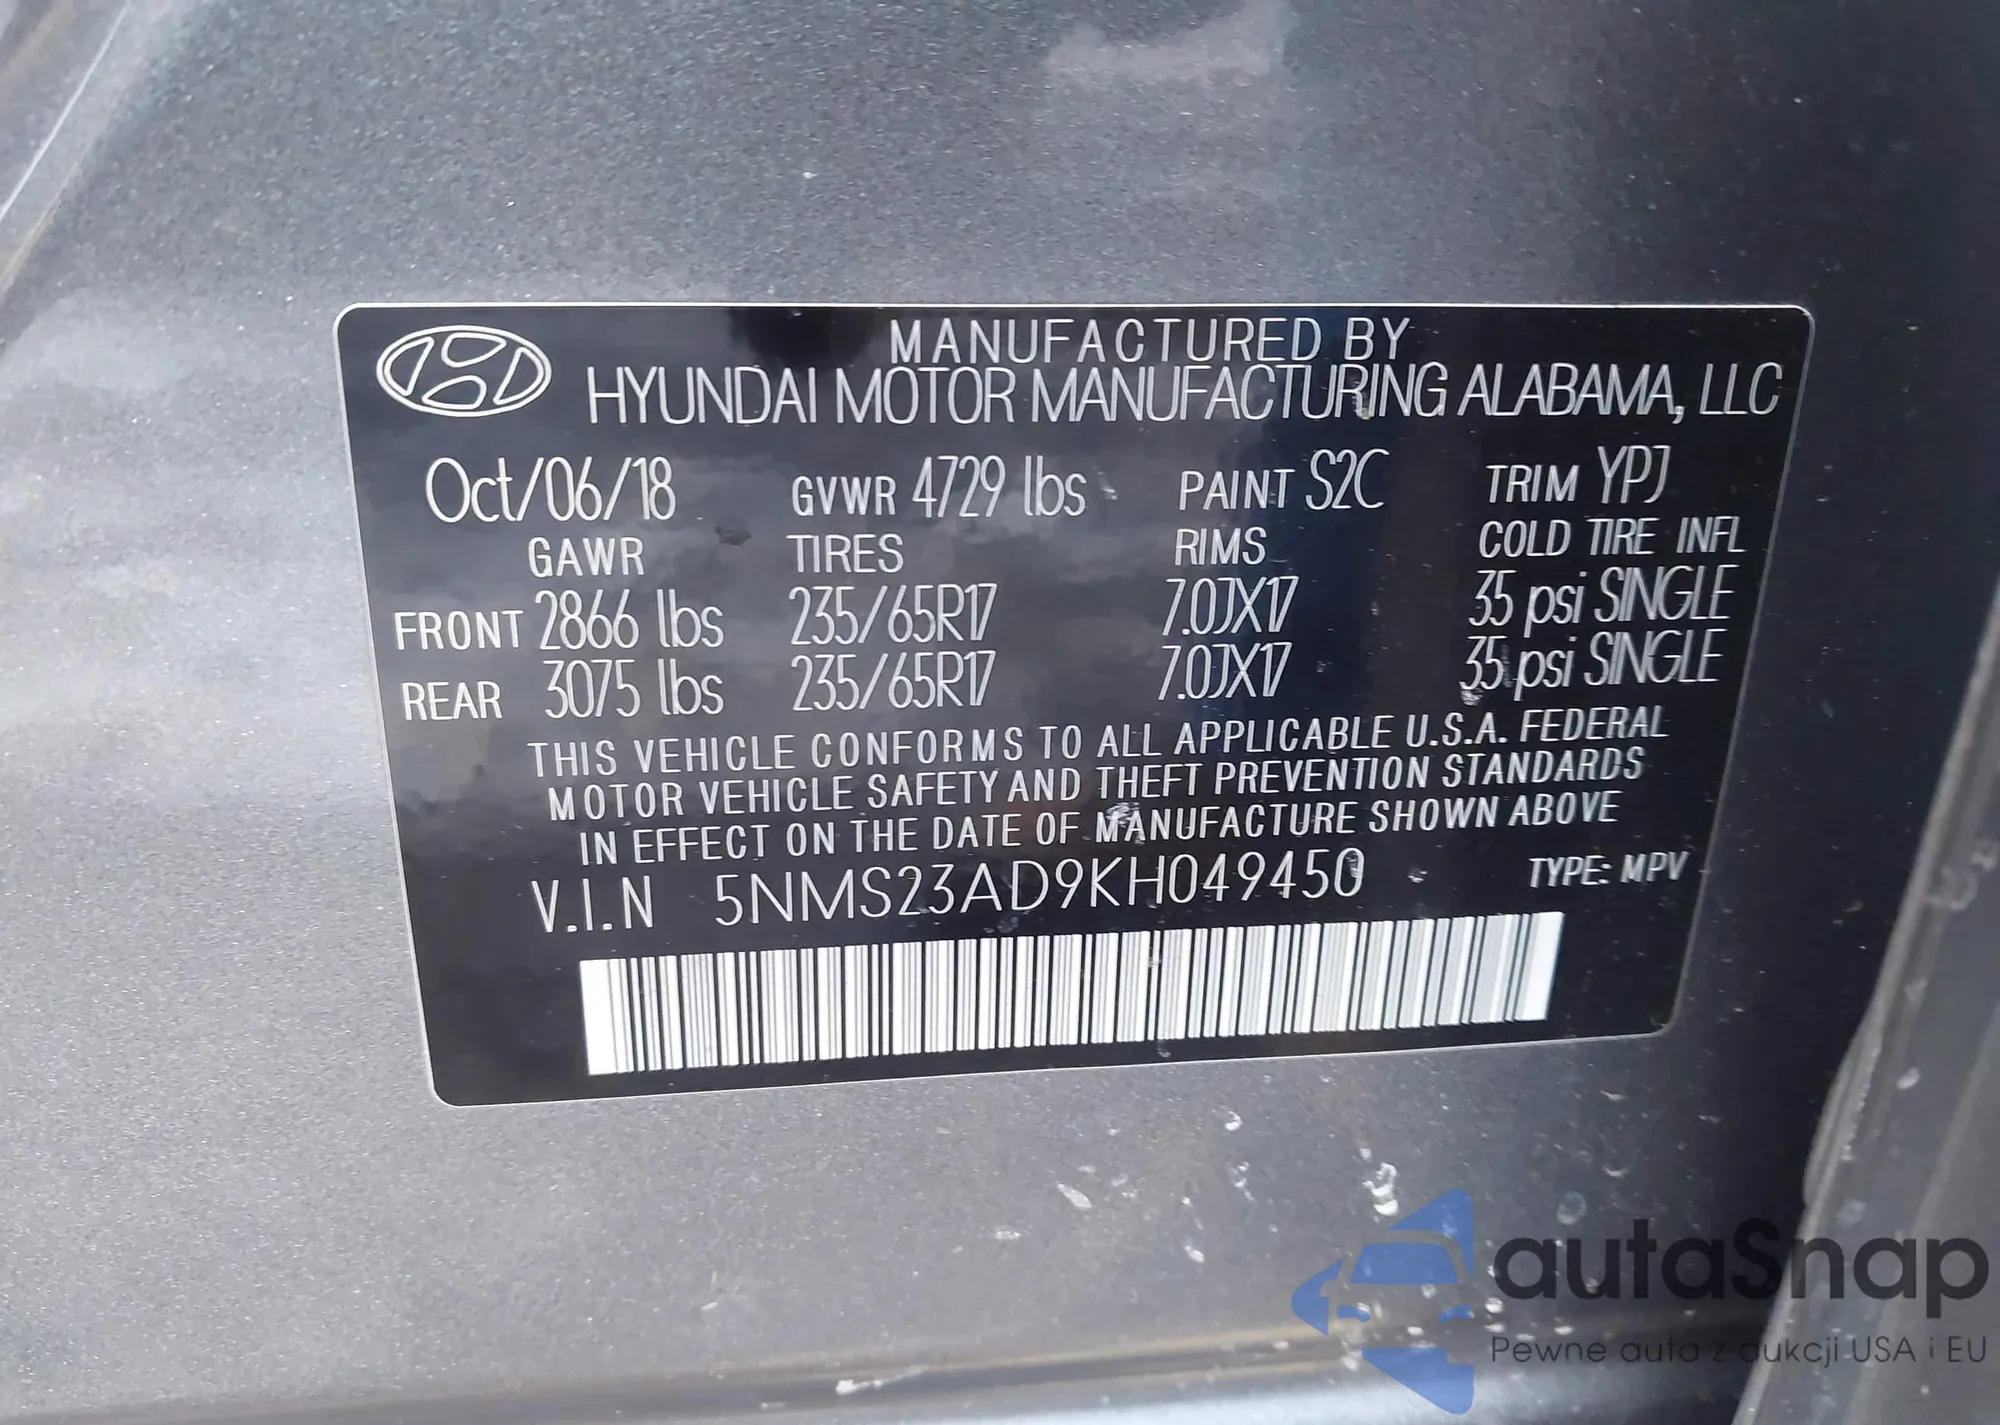 MANUFACTURED BY
HYUNDAI MOTOR MANUFACTURING ALABAMA, LLC
Oct/06/18 GVWR 4729 lbs PAINT S2C TRIM YPJ
GAWR TIRES RIMS COLD TIRE INFL
FRONT 2866 lbs 235/65R17 7.0JX17 35 psi SINGLE
REAR 3075 lbs 235/65R17 7.0JX17 35 psi SINGLE
THIS VEHICLE CONFORMS TO ALL APPLICABLE U.S.A. FEDERAL
MOTOR VEHICLE SAFETY AND THEFT PREVENTION STANDARDS
IN EFFECT ON THE DATE OF MANUFACTURE SHOWN ABOVE
V.I.N 5NMS23AD9KH049450 TYPE: MPV
autaSnap
Pewne auta z aukcji USA i EU